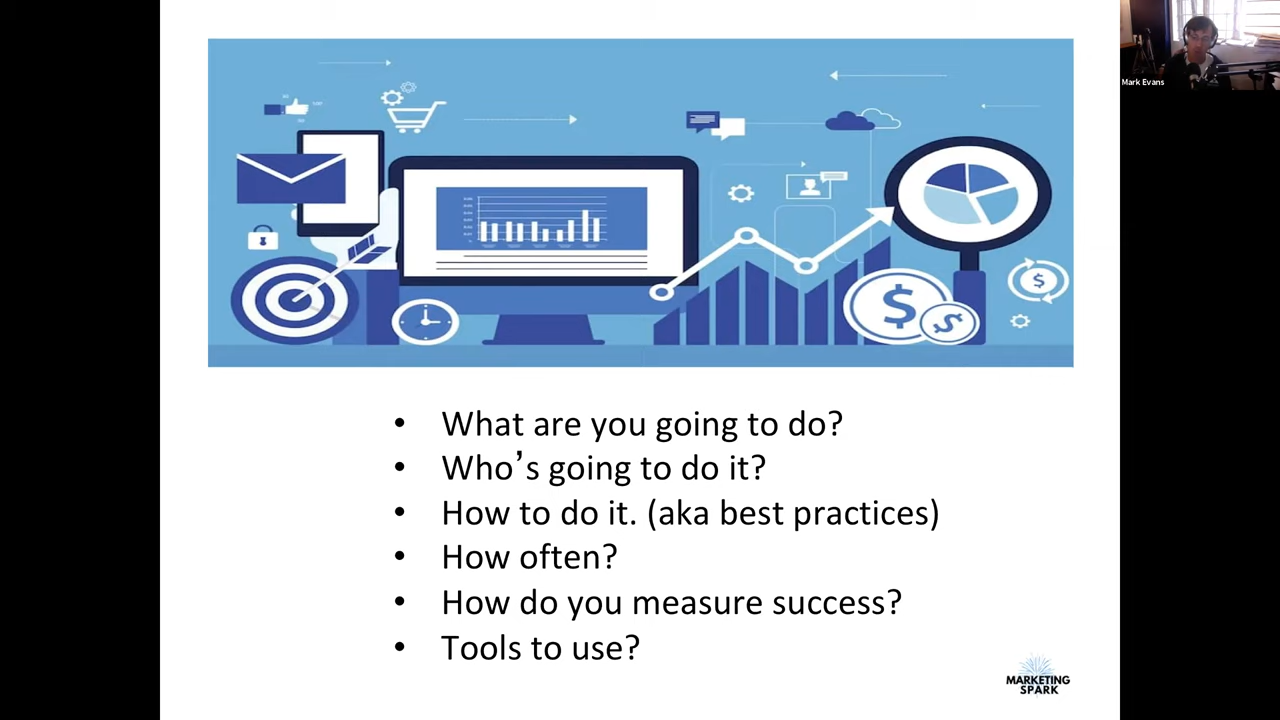 Mark Evans
• What are you going to do?
• Who’s going to do it?
• How to do it. (aka best practices)
• How often?
• How do you measure success?
• Tools to use?
MARKETING
SPARK